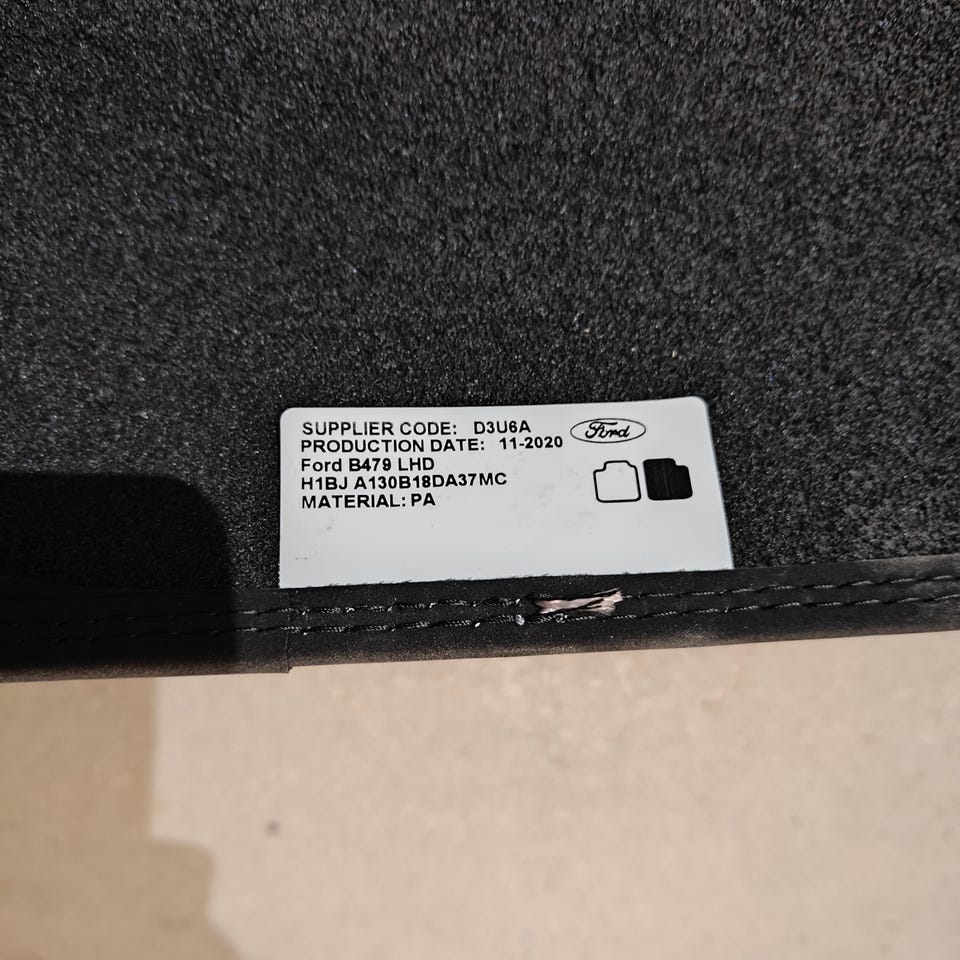 SUPPLIER CODE: D3U6A
Ford
PRODUCTION DATE: 11-2020
Ford B479 LHD
H1BJ A130B18DA37MC
MATERIAL: PA